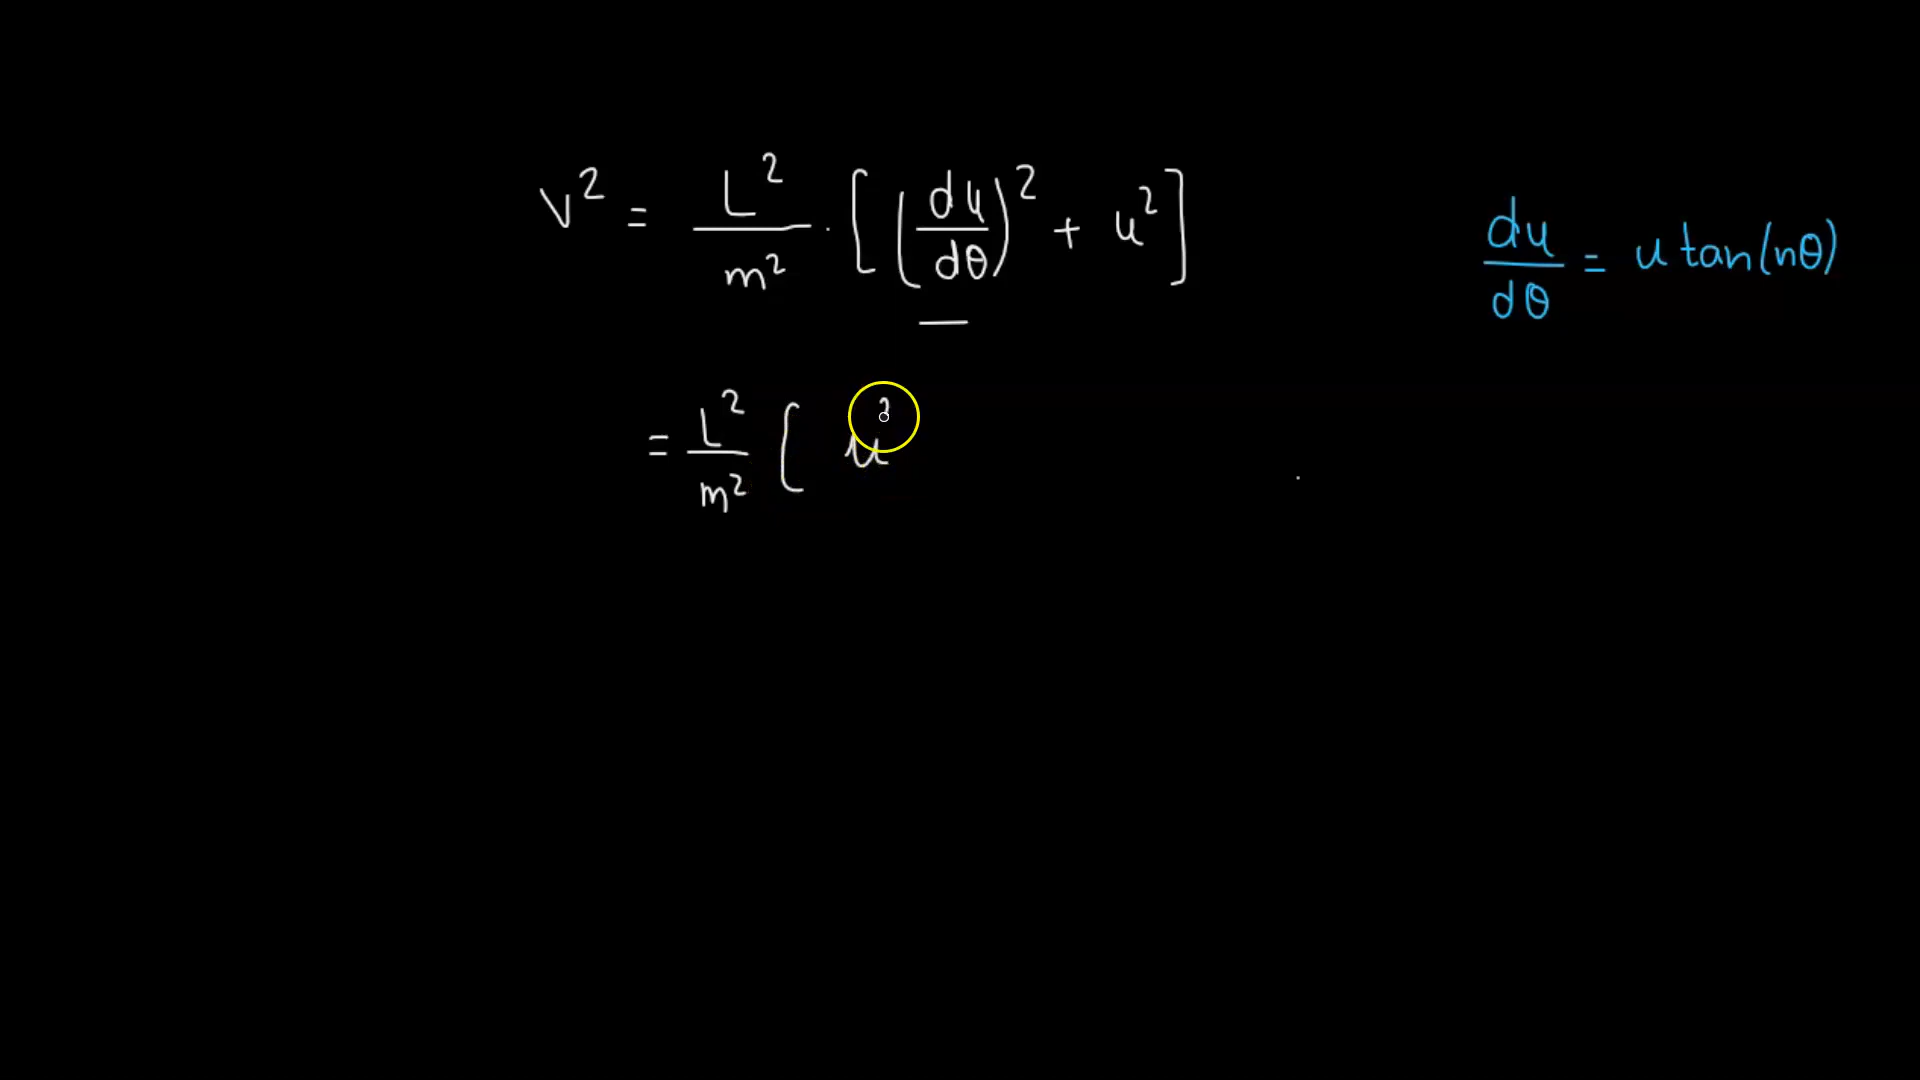 v² = L²/m² · [(du/dθ)² + u²]
du/dθ = u tan(nθ)
= L²/m² [ u²